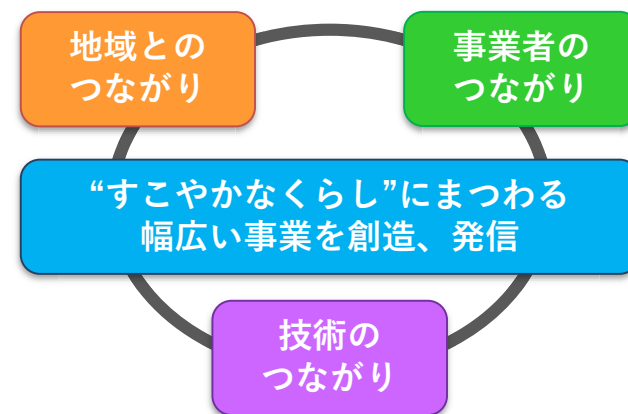 地域との
つながり
事業者の
つながり
“すこやかなくらし”にまつわる
幅広い事業を創造、発信
技術の
つながり